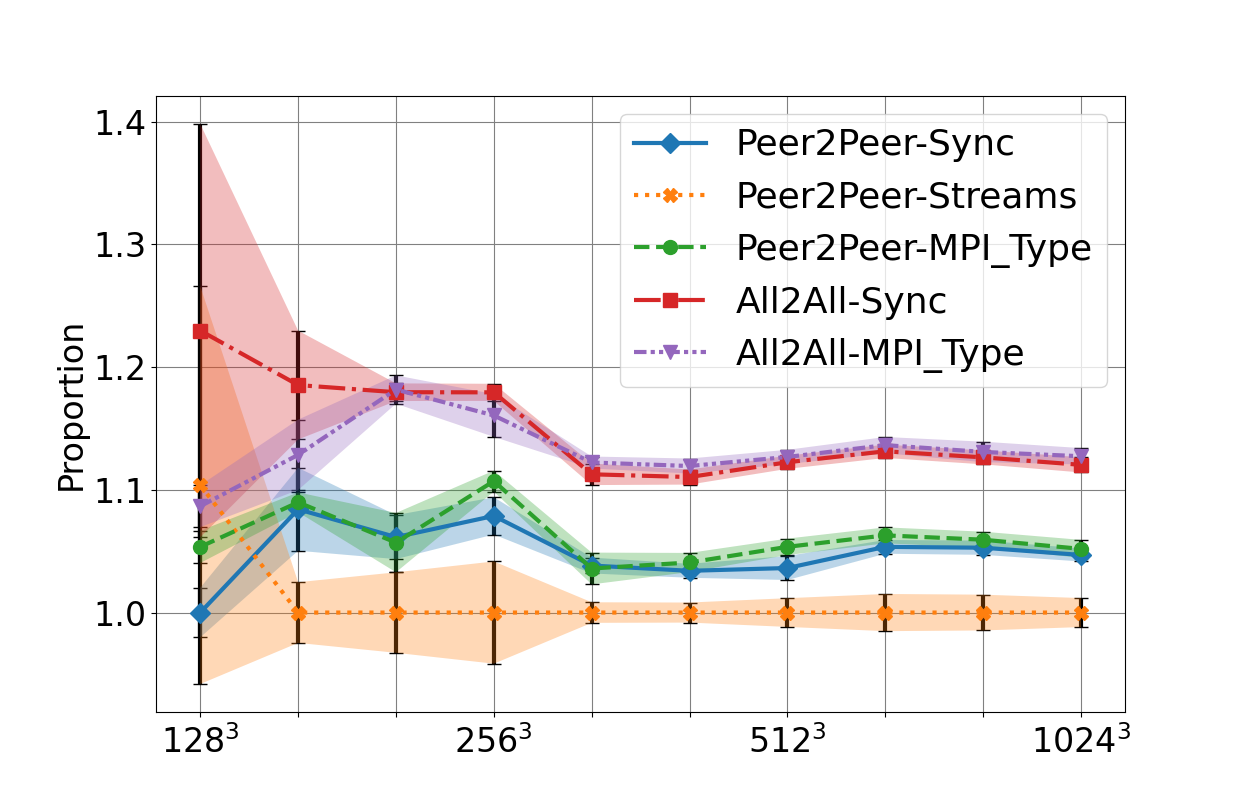 Proportion
1.4
1.3
1.2
1.1
1.0
128³
256³
512³
1024³
Peer2Peer-Sync
Peer2Peer-Streams
Peer2Peer-MPI_Type
All2All-Sync
All2All-MPI_Type